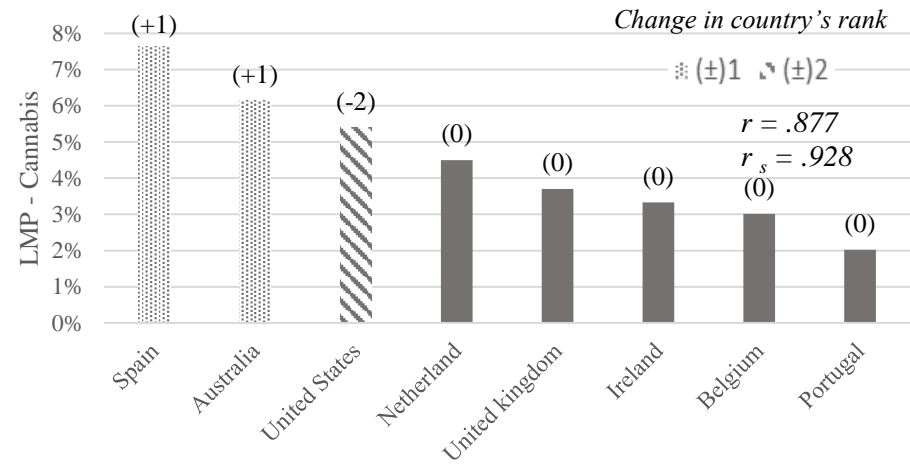 Change in country's rank
(±)1 (±)2
r = .877
r s = .928
LMP - Cannabis
8%
7%
6%
5%
4%
3%
2%
1%
0%
(+1)
(+1)
(-2)
(0)
(0)
(0)
(0)
(0)
Spain
Australia
United States
Netherland
United kingdom
Ireland
Belgium
Portugal